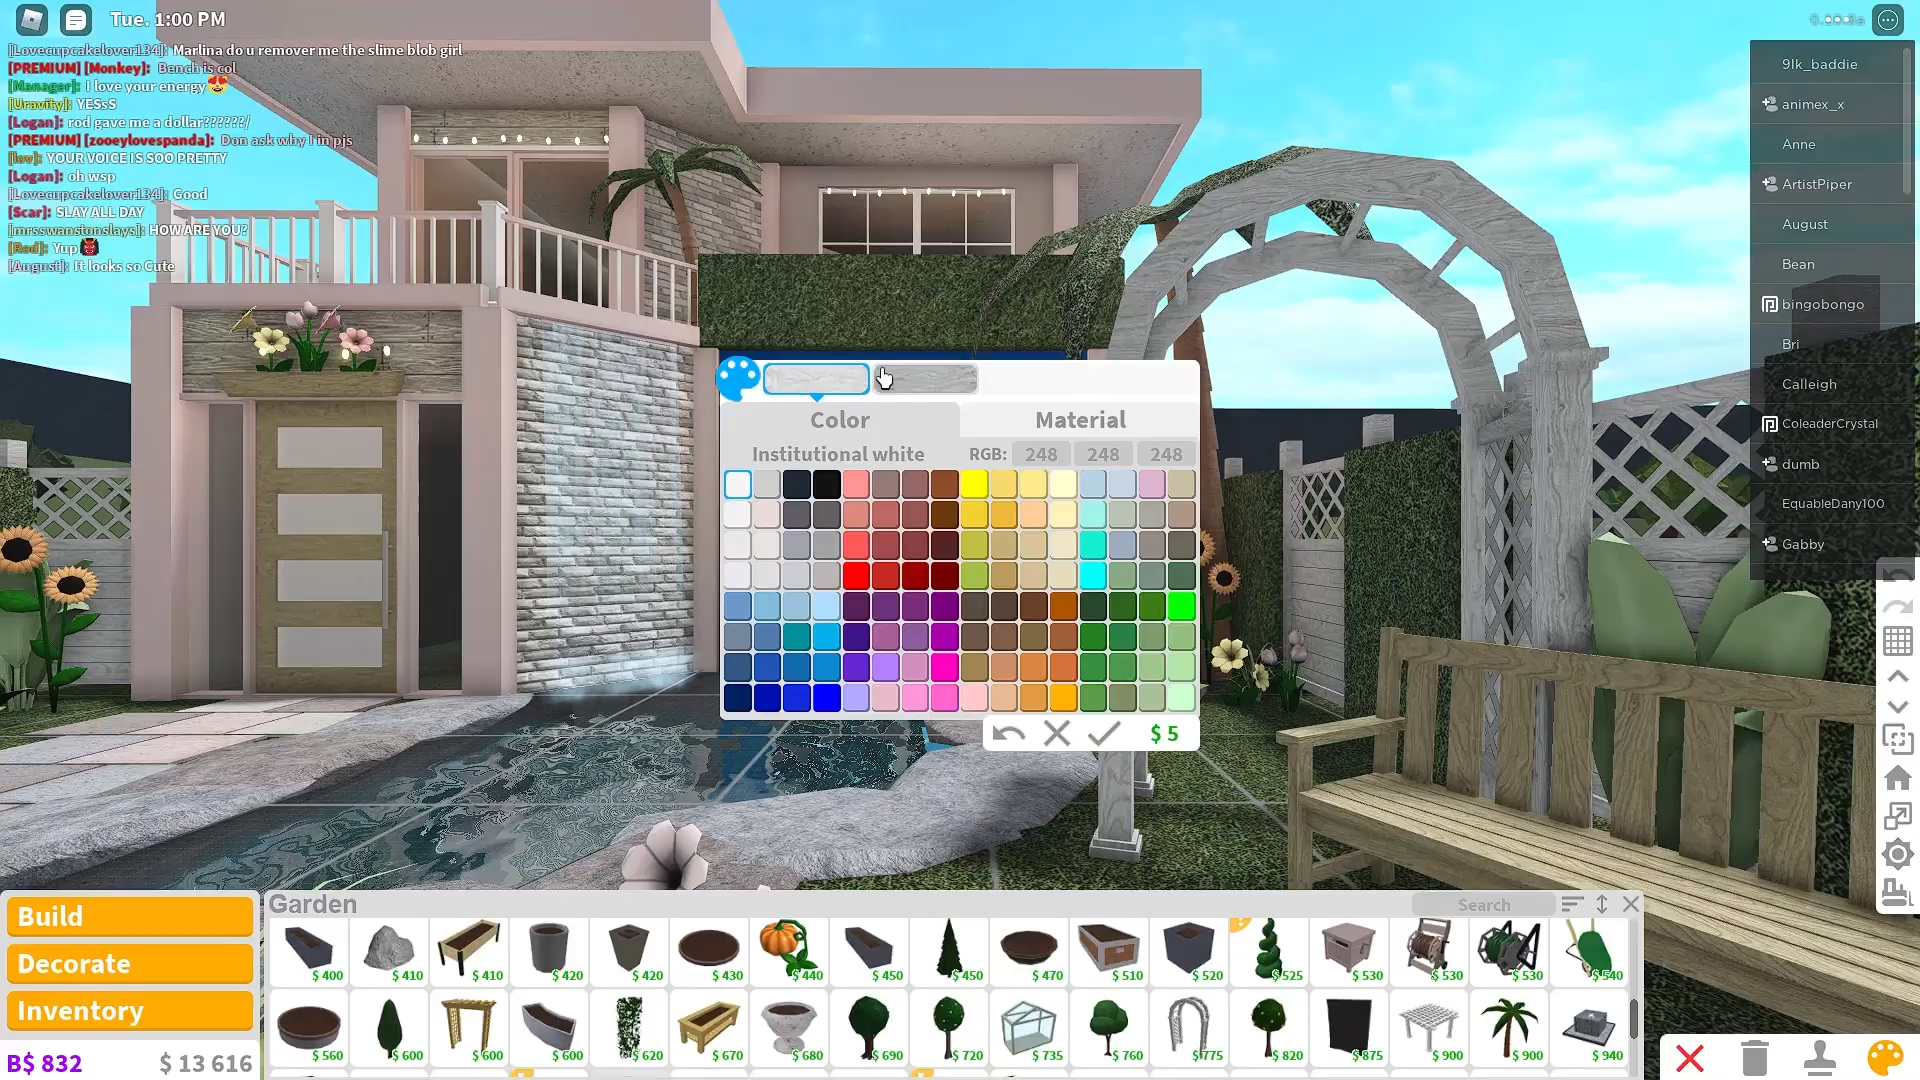 Tue. 1:00 PM
[Lovecupcakelover134]: Marlina do u remover me the slime blob girl
[PREMIUM] [Monkey]: Bench is col
[Manager]: I love your energy😍
[Uravity]: YESsS
[Logan]: rod gave me a dollar??????/
[PREMIUM] [zooeylovespanda]: Don ask why I in pjs
[lov]: YOUR VOICE IS SOO PRETTY
[Logan]: oh wsp
[Lovecupcakelover134]: Good
[Scar]: SLAY ALL DAY
[mrsswanstonslays]: HOW ARE YOU?
[Rod]: Yup👹
[August]: It looks so Cute
9lk_baddie
animex_x
Anne
ArtistPiper
August
Bean
bingobongo
Bri
Calleigh
ColeaderCrystal
dumb
EquableDany100
Gabby
Color
Material
Institutional white
RGB: 248 248 248
$ 5
Build
Decorate
Inventory
B$ 832
$ 13 616
Garden
Search
$ 400 $ 410 $ 410 $ 420 $ 420 $ 430 $ 440 $ 450 $ 450 $ 470 $ 510 $ 520 $ 525 $ 530 $ 530 $ 530 $ 540
$ 560 $ 600 $ 600 $ 600 $ 620 $ 670 $ 680 $ 690 $ 720 $ 735 $ 760 $ 775 $ 820 $ 875 $ 900 $ 900 $ 940